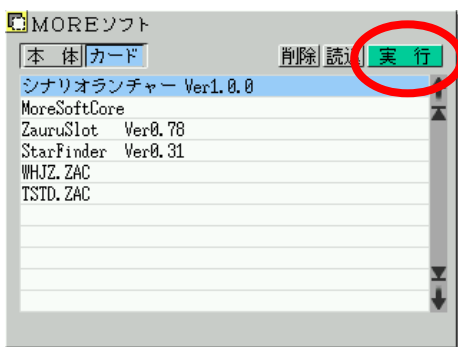 MOREソフト
本 体 カード 削除 読込 実 行
シナリオランチャー Ver1.0.0
MoreSoftCore
ZauruSlot Ver0.78
StarFinder Ver0.31
WHJZ.ZAC
TSTD.ZAC